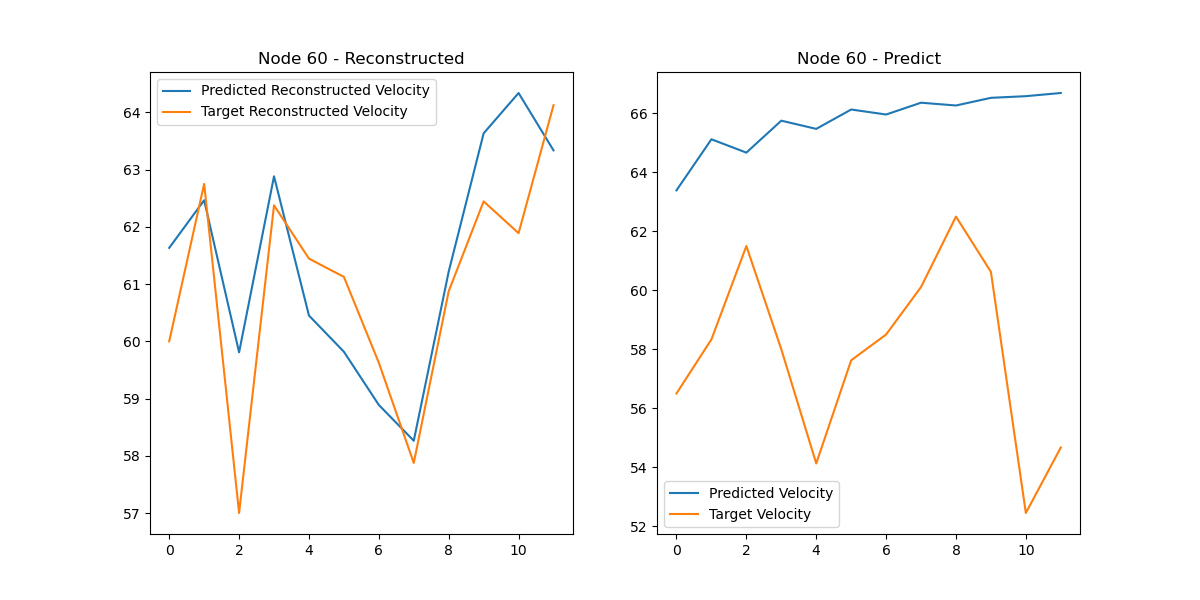 Node 60 - Reconstructed
Predicted Reconstructed Velocity
Target Reconstructed Velocity
64
63
62
61
60
59
58
57
0 2 4 6 8 10
Node 60 - Predict
66
64
62
60
58
56
54
52
Predicted Velocity
Target Velocity
0 2 4 6 8 10